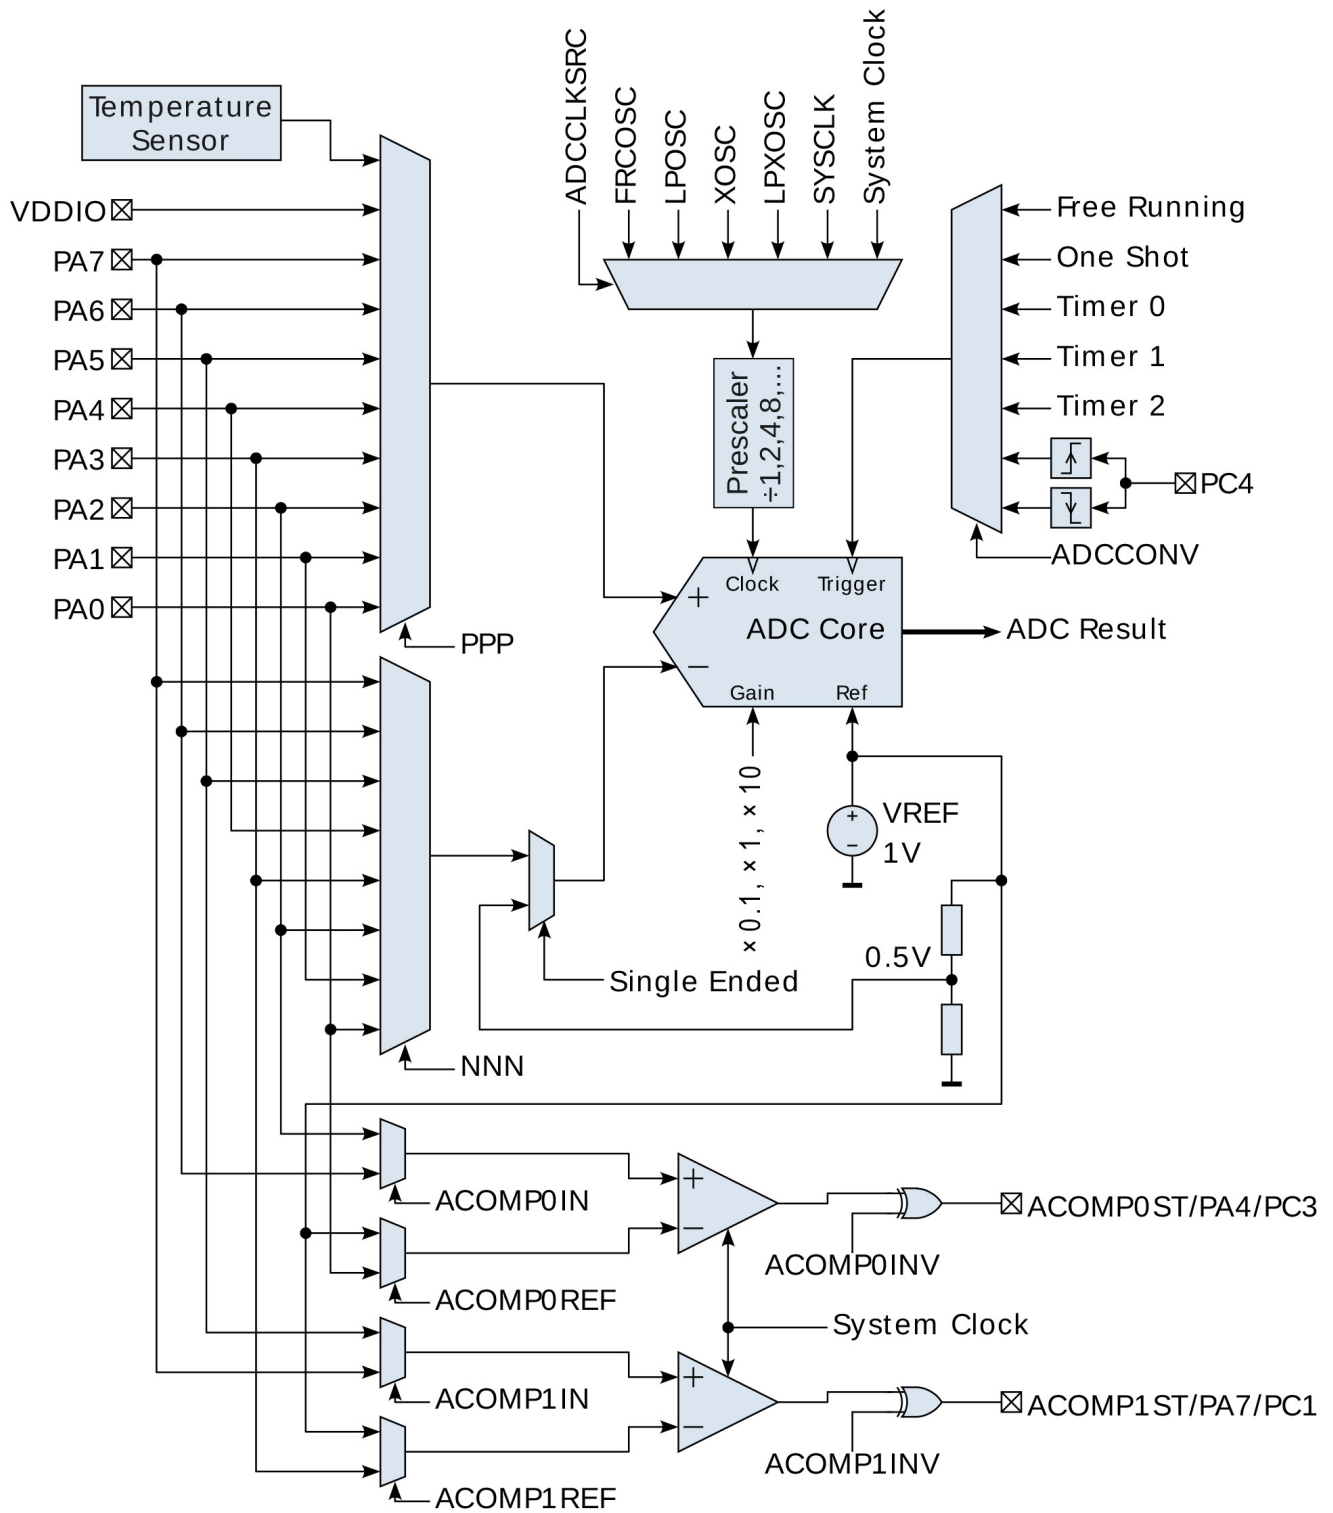 ADCCLKSRC
FRCOSC
LPOSC
XOSC
LPXOSC
SYSCLK
System Clock
Temperature
Sensor
VDDIO
PA7
PA6
PA5
PA4
PA3
PA2
PA1
PA0
PPP
Free Running
One Shot
Timer 0
Timer 1
Timer 2
PC4
ADCCONV
Prescaler
÷1,2,4,8,...
Clock
Trigger
+
ADC Core
ADC Result
−
Gain
Ref
× 0.1, × 1, × 10
+
−
VREF
1V
0.5V
Single Ended
NNN
ACOMP0IN
+
−
ACOMP0ST/PA4/PC3
ACOMP0INV
ACOMP0REF
System Clock
ACOMP1IN
+
−
ACOMP1ST/PA7/PC1
ACOMP1INV
ACOMP1REF